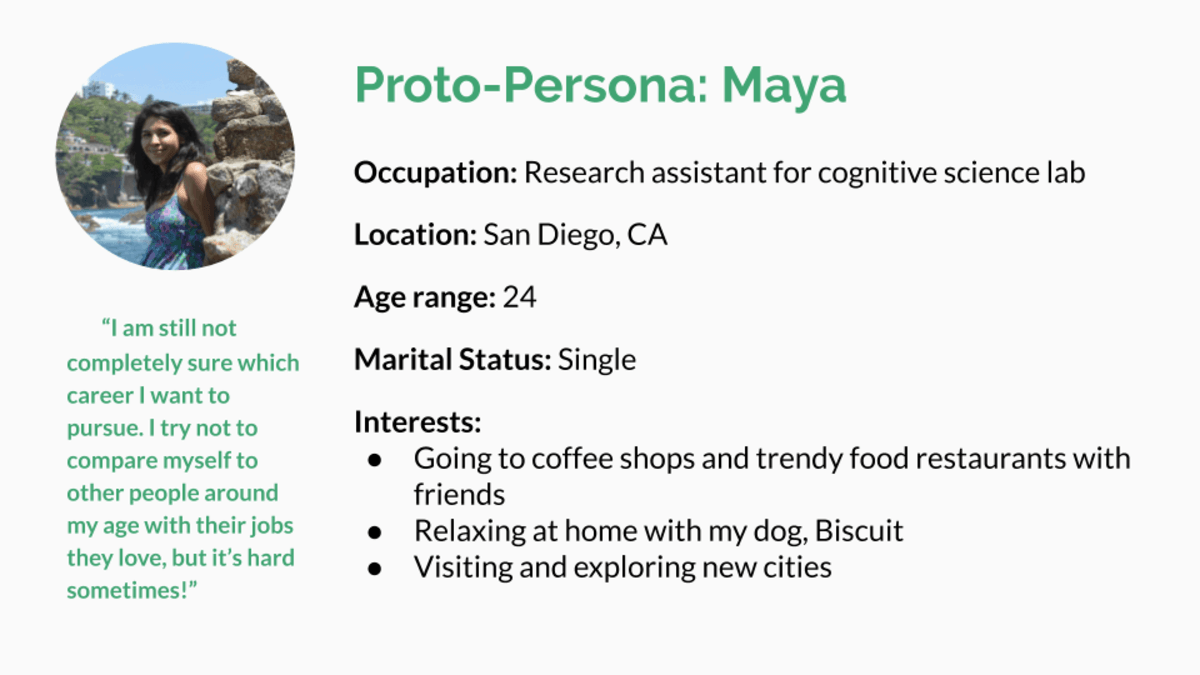 Proto-Persona: Maya
Occupation: Research assistant for cognitive science lab
Location: San Diego, CA
Age range: 24
Marital Status: Single
Interests:
● Going to coffee shops and trendy food restaurants with
friends
● Relaxing at home with my dog, Biscuit
● Visiting and exploring new cities
“I am still not
completely sure which
career I want to
pursue. I try not to
compare myself to
other people around
my age with their jobs
they love, but it’s hard
sometimes!”